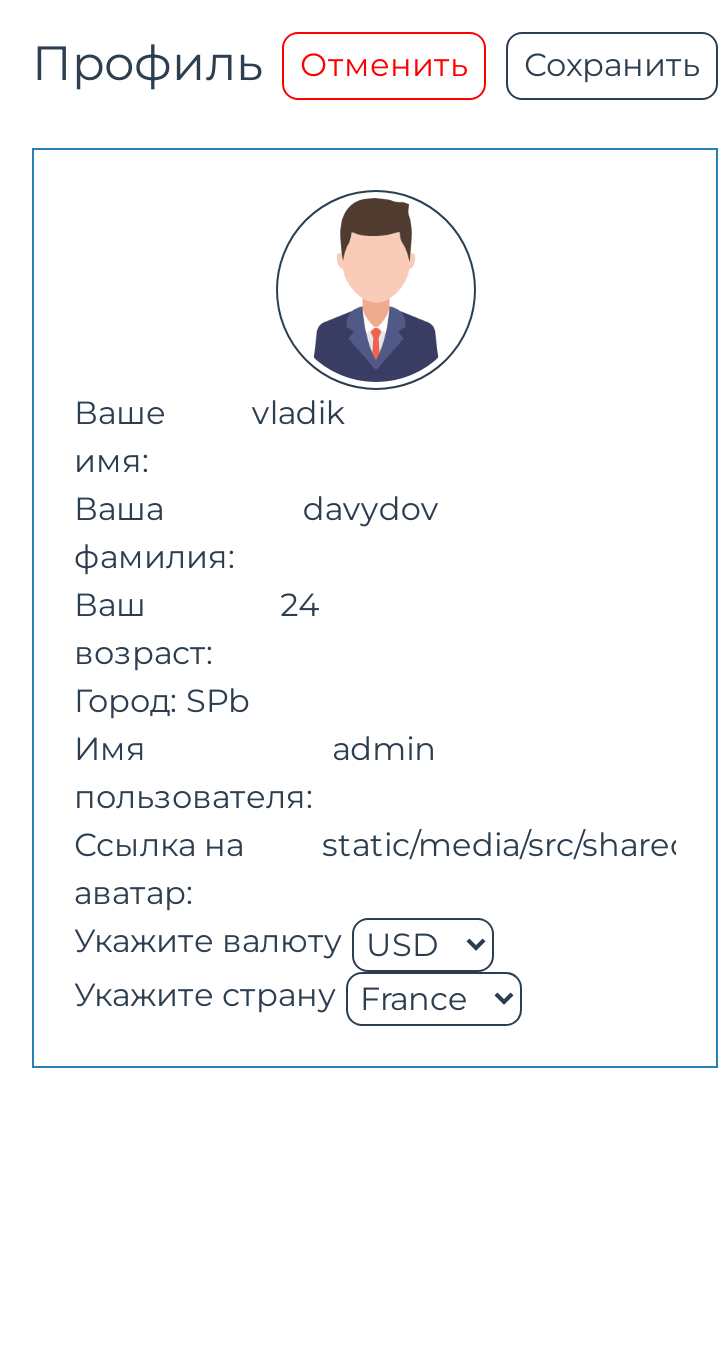 Профиль Отменить Сохранить
Ваше vladik
имя:
Ваша davydov
фамилия:
Ваш 24
возраст:
Город: SPb
Имя admin
пользователя:
Ссылка на static/media/src/shared
аватар:
Укажите валюту USD
Укажите страну France